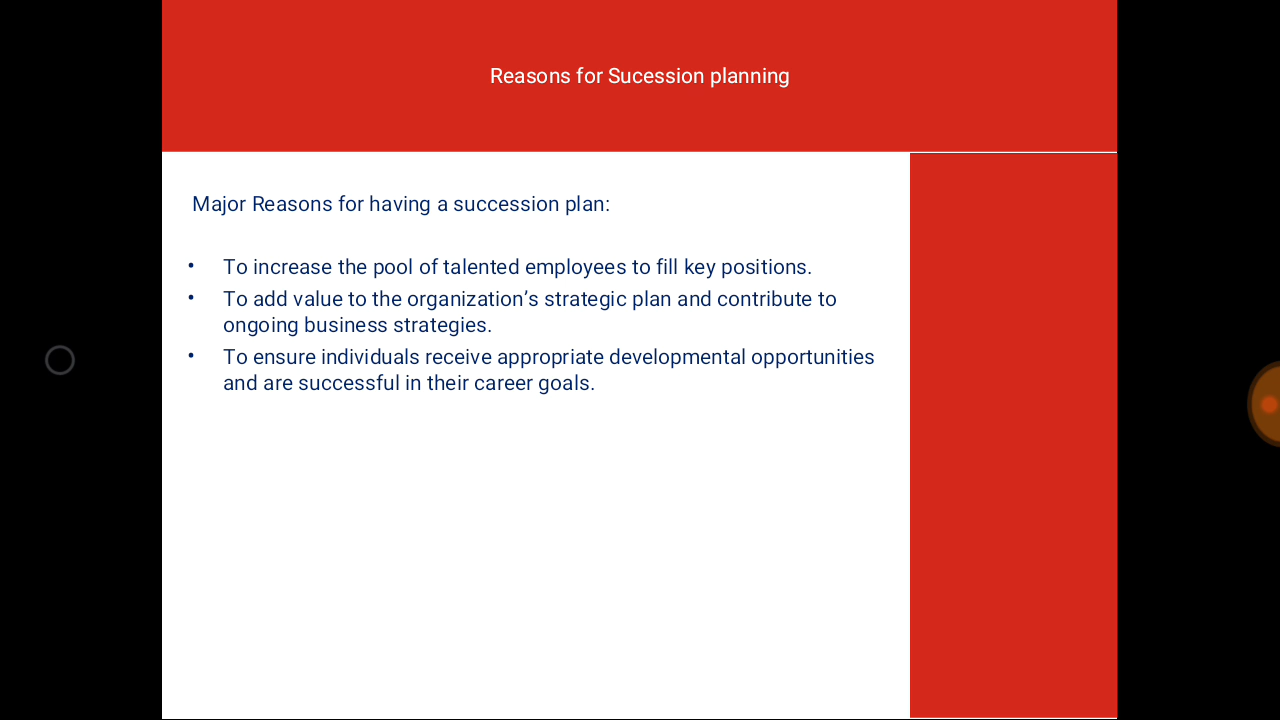 Reasons for Sucession planning
Major Reasons for having a succession plan:
• To increase the pool of talented employees to fill key positions.
• To add value to the organization’s strategic plan and contribute to
ongoing business strategies.
• To ensure individuals receive appropriate developmental opportunities
and are successful in their career goals.